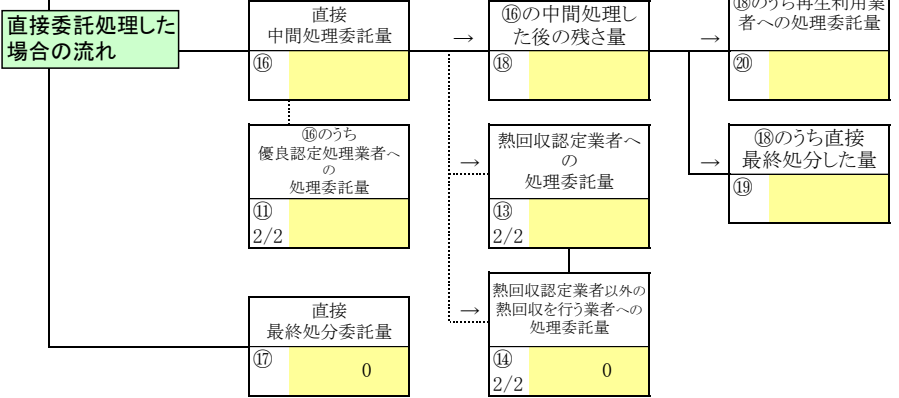 直接委託処理した
場合の流れ
直接
中間処理委託量
⑯
→
⑯の中間処理し
た後の残さ量
⑱
→
⑱のうち再生利用業
者への処理委託量
⑳
⑯のうち
優良認定処理業者へ
の
処理委託量
⑪
2/2
→
熱回収認定業者へ
の
処理委託量
⑬
2/2
→
⑱のうち直接
最終処分した量
⑲
直接
最終処分委託量
⑰
0
→
熱回収認定業者以外の
熱回収を行う業者への
処理委託量
⑭
2/2
0